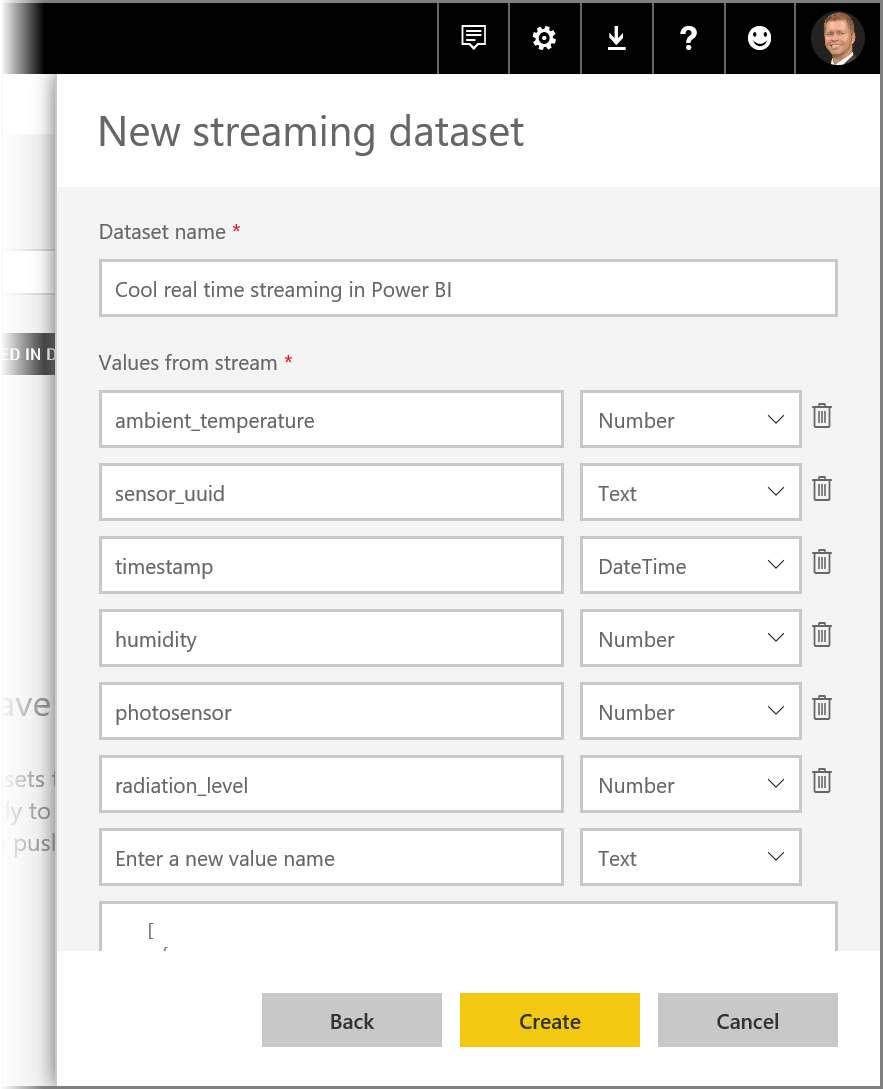 ?
New streaming dataset
Dataset name *
Cool real time streaming in Power BI
ED IN D
Values from stream *
ambient_temperature Number
sensor_uuid Text
timestamp DateTime
humidity Number
photosensor Number
ave
radiation_level Number
sets t
ly to
push
Enter a new value name Text
[
Back Create Cancel